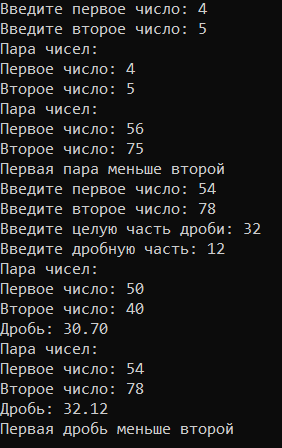 Введите первое число: 4
Введите второе число: 5
Пара чисел:
Первое число: 4
Второе число: 5
Пара чисел:
Первое число: 56
Второе число: 75
Первая пара меньше второй
Введите первое число: 54
Введите второе число: 78
Введите целую часть дроби: 32
Введите дробную часть: 12
Пара чисел:
Первое число: 50
Второе число: 40
Дробь: 30.70
Пара чисел:
Первое число: 54
Второе число: 78
Дробь: 32.12
Первая дробь меньше второй